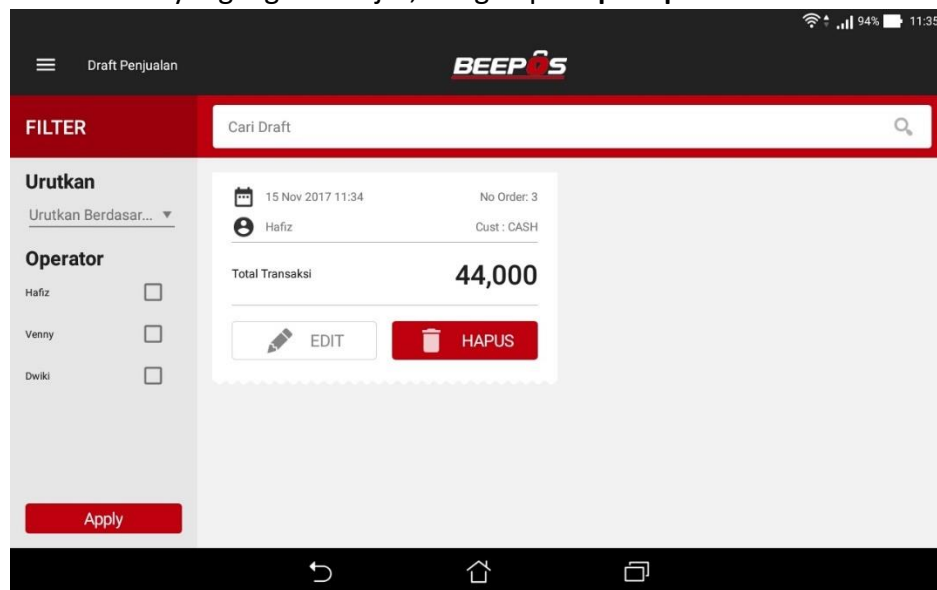 94% 11:35
Draft Penjualan
BEEPOS
FILTER
Cari Draft
Urutkan
Urutkan Berdasar...
Operator
Hafiz
Venny
Dwiki
Apply
15 Nov 2017 11:34 No Order: 3
Hafiz Cust : CASH
Total Transaksi 44,000
EDIT HAPUS